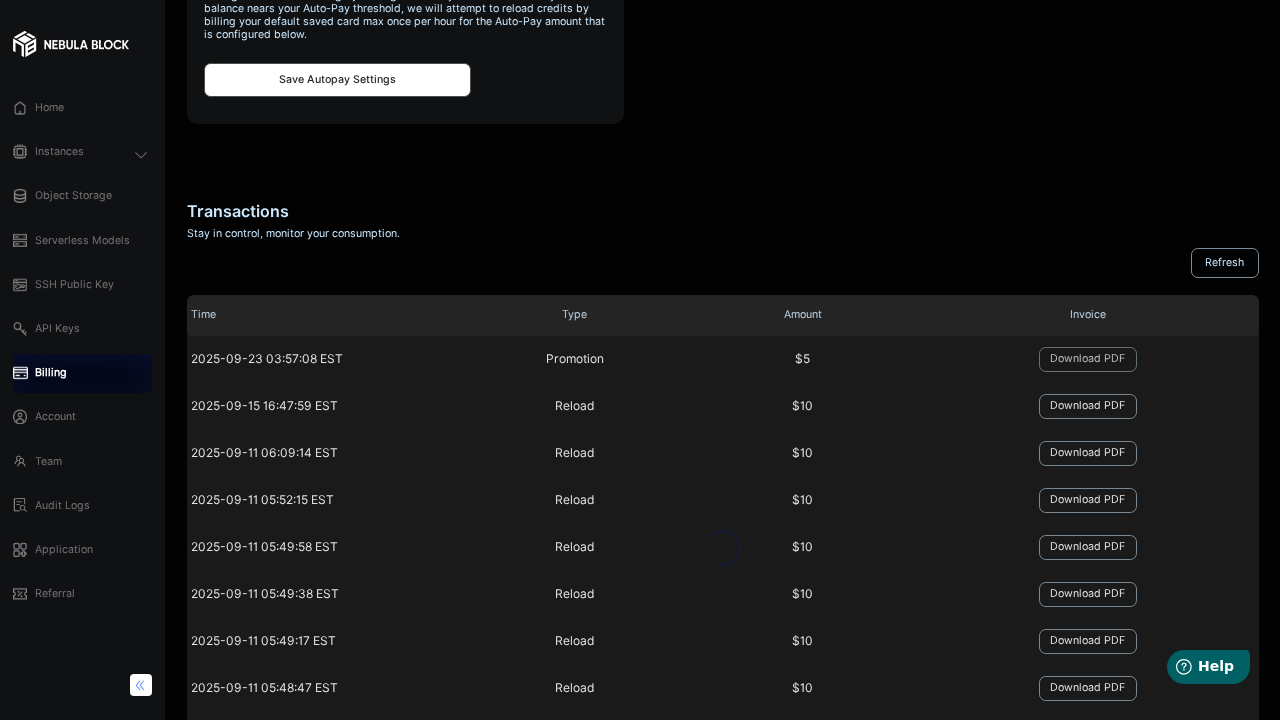 balance nears your Auto-Pay threshold, we will attempt to reload credits by
billing your default saved card max once per hour for the Auto-Pay amount that
is configured below.
Save Autopay Settings
NEBULA BLOCK
Home
Instances
Object Storage
Serverless Models
SSH Public Key
API Keys
Billing
Account
Team
Audit Logs
Application
Referral
Transactions
Stay in control, monitor your consumption.
Refresh
Time Type Amount Invoice
2025-09-23 03:57:08 EST Promotion $5 Download PDF
2025-09-15 16:47:59 EST Reload $10 Download PDF
2025-09-11 06:09:14 EST Reload $10 Download PDF
2025-09-11 05:52:15 EST Reload $10 Download PDF
2025-09-11 05:49:58 EST Reload $10 Download PDF
2025-09-11 05:49:38 EST Reload $10 Download PDF
2025-09-11 05:49:17 EST Reload $10 Download PDF
2025-09-11 05:48:47 EST Reload $10 Download PDF
Help